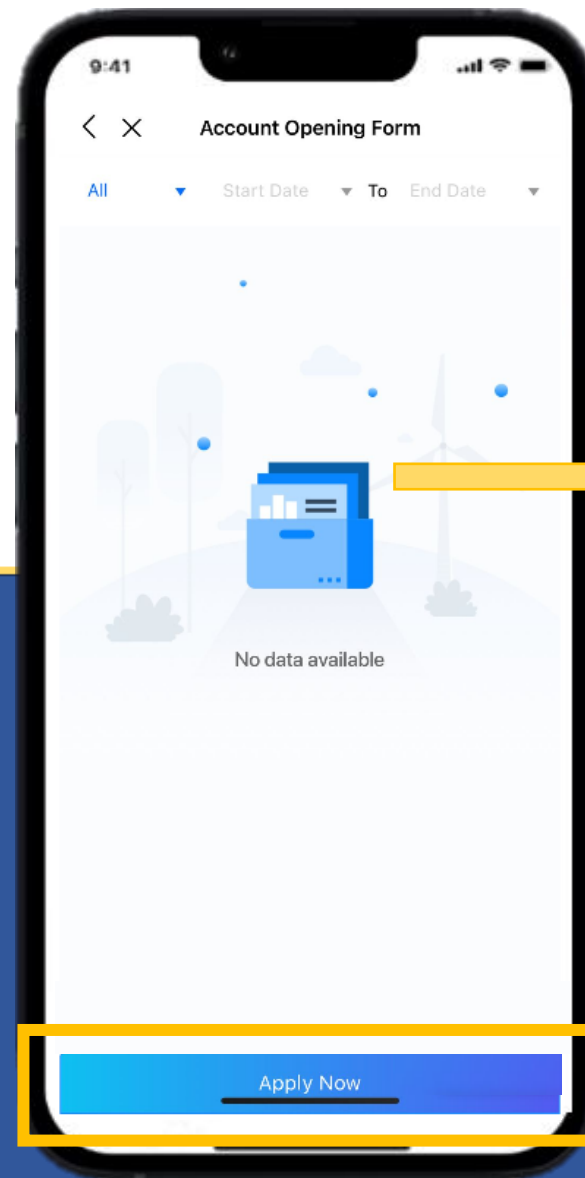 9:41
Account Opening Form
All Start Date To End Date
No data available
Apply Now